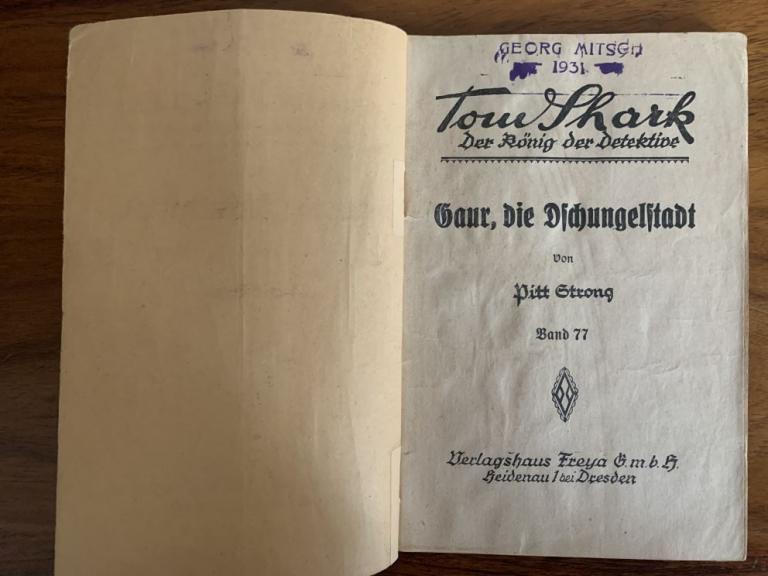 GEORG MITSCH
1931
Tom Shark
Der König der Detektive
Gaur, die Dschungelstadt
von
Pitt Strong
Band 77
Verlagshaus Freya G.m.b.H.
Heidenau 1 bei Dresden